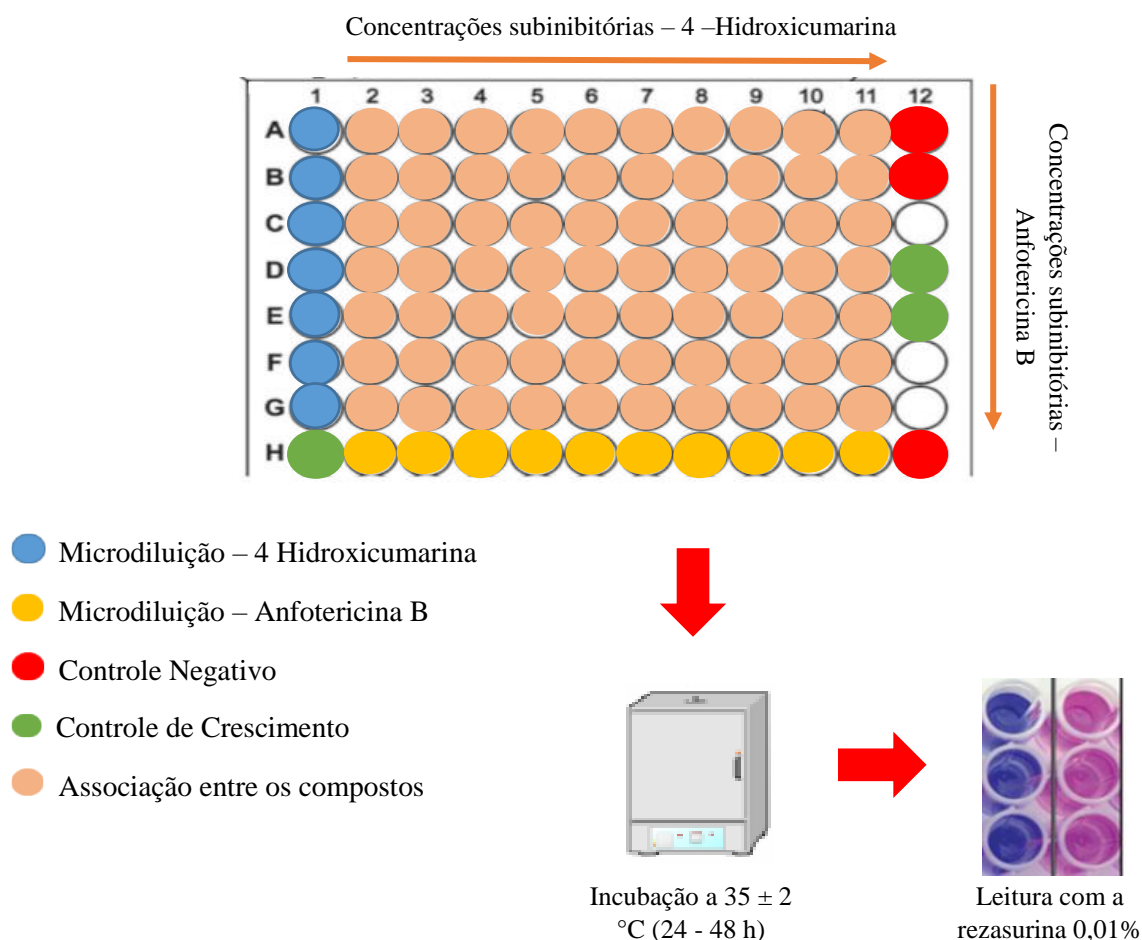 Concentrações subinibitórias – 4 –Hidroxicumarina
1 2 3 4 5 6 7 8 9 10 11 12
A
B
C
D
E
F
G
H
Concentrações subinibitórias –
Anfotericina B
Microdiluição – 4 Hidroxicumarina
Microdiluição – Anfotericina B
Controle Negativo
Controle de Crescimento
Associação entre os compostos
Incubação a 35 ± 2
°C (24 - 48 h)
Leitura com a
rezasurina 0,01%